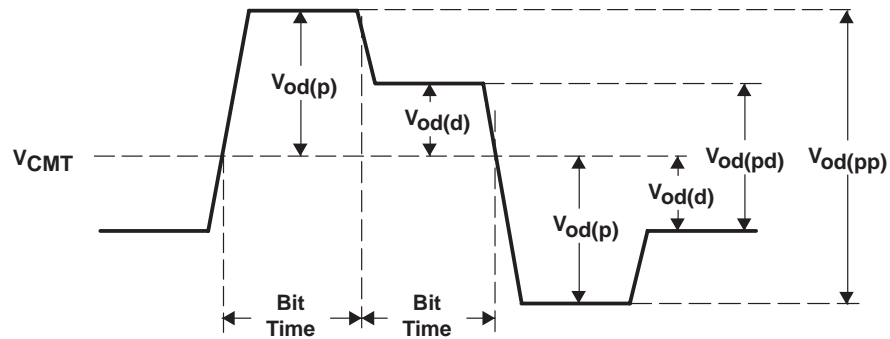 Vod(p)
Vod(d)
VCMT
Vod(pd)
Vod(pp)
Vod(d)
Vod(p)
Bit
Time
Bit
Time